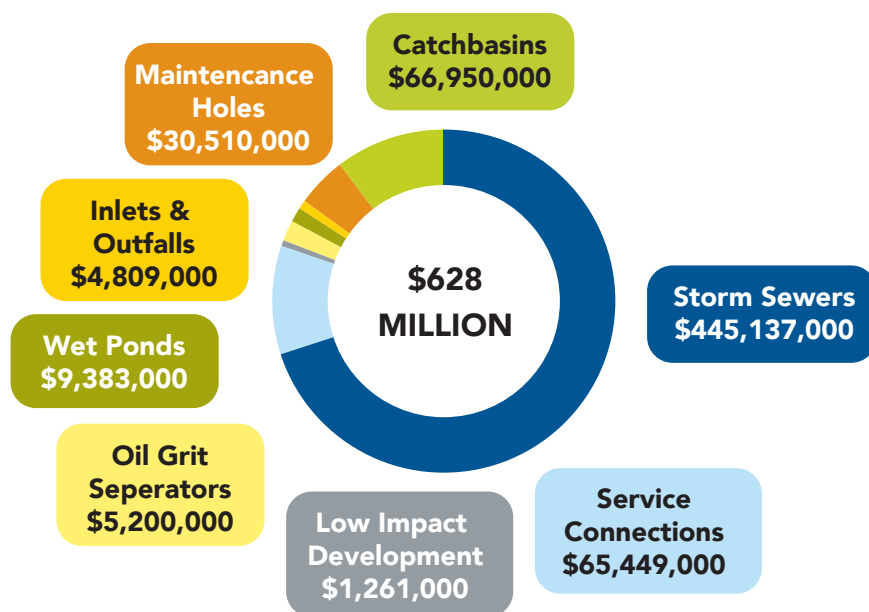 Catchbasins
$66,950,000
Maintencance
Holes
$30,510,000
Inlets &
Outfalls
$4,809,000
$628
MILLION
Storm Sewers
$445,137,000
Wet Ponds
$9,383,000
Oil Grit
Seperators
$5,200,000
Low Impact
Development
$1,261,000
Service
Connections
$65,449,000